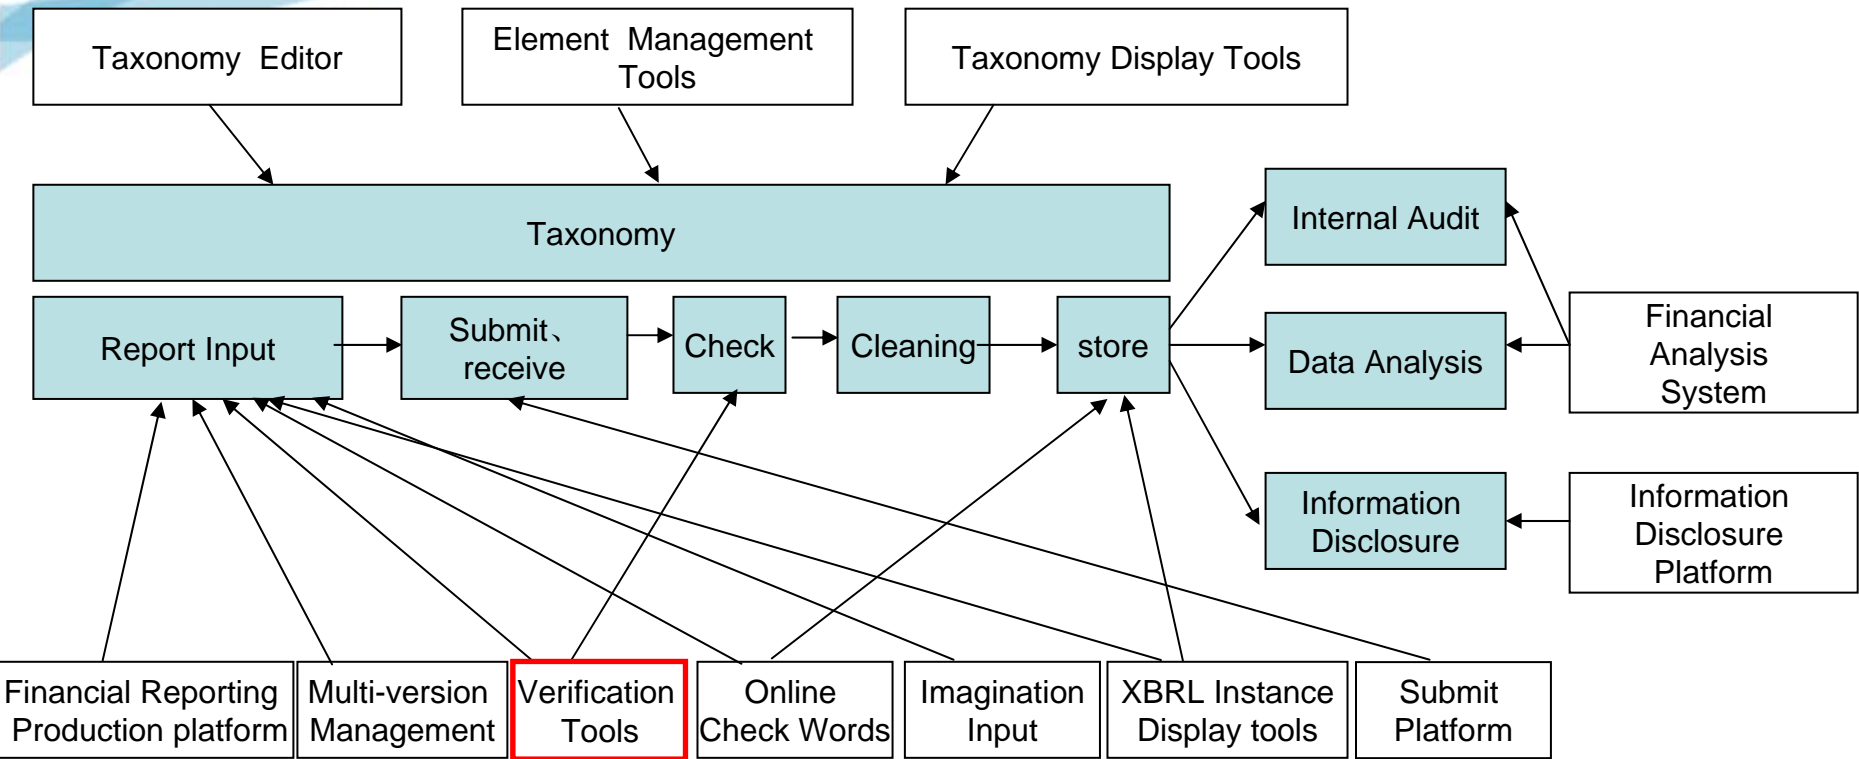 Taxonomy Editor
Element Management
Tools
Taxonomy Display Tools
Taxonomy
Internal Audit
Report Input
Submit、
receive
Check
Cleaning
store
Data Analysis
Financial
Analysis
System
Information
Disclosure
Information
Disclosure
Platform
Financial Reporting
Production platform
Multi-version
Management
Verification
Tools
Online
Check Words
Imagination
Input
XBRL Instance
Display tools
Submit
Platform